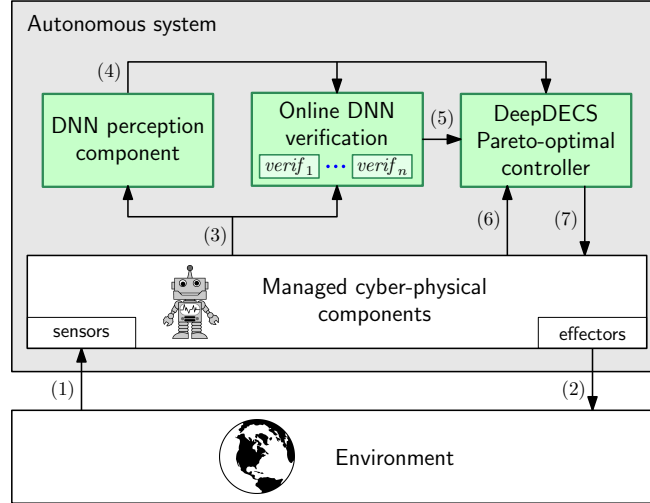 Autonomous system
(4)
DNN perception
component
Online DNN
verification
verif1 ... verifn
(5)
DeepDECS
Pareto-optimal
controller
(3)
(6)
(7)
Managed cyber-physical
components
sensors
effectors
(1)
(2)
Environment